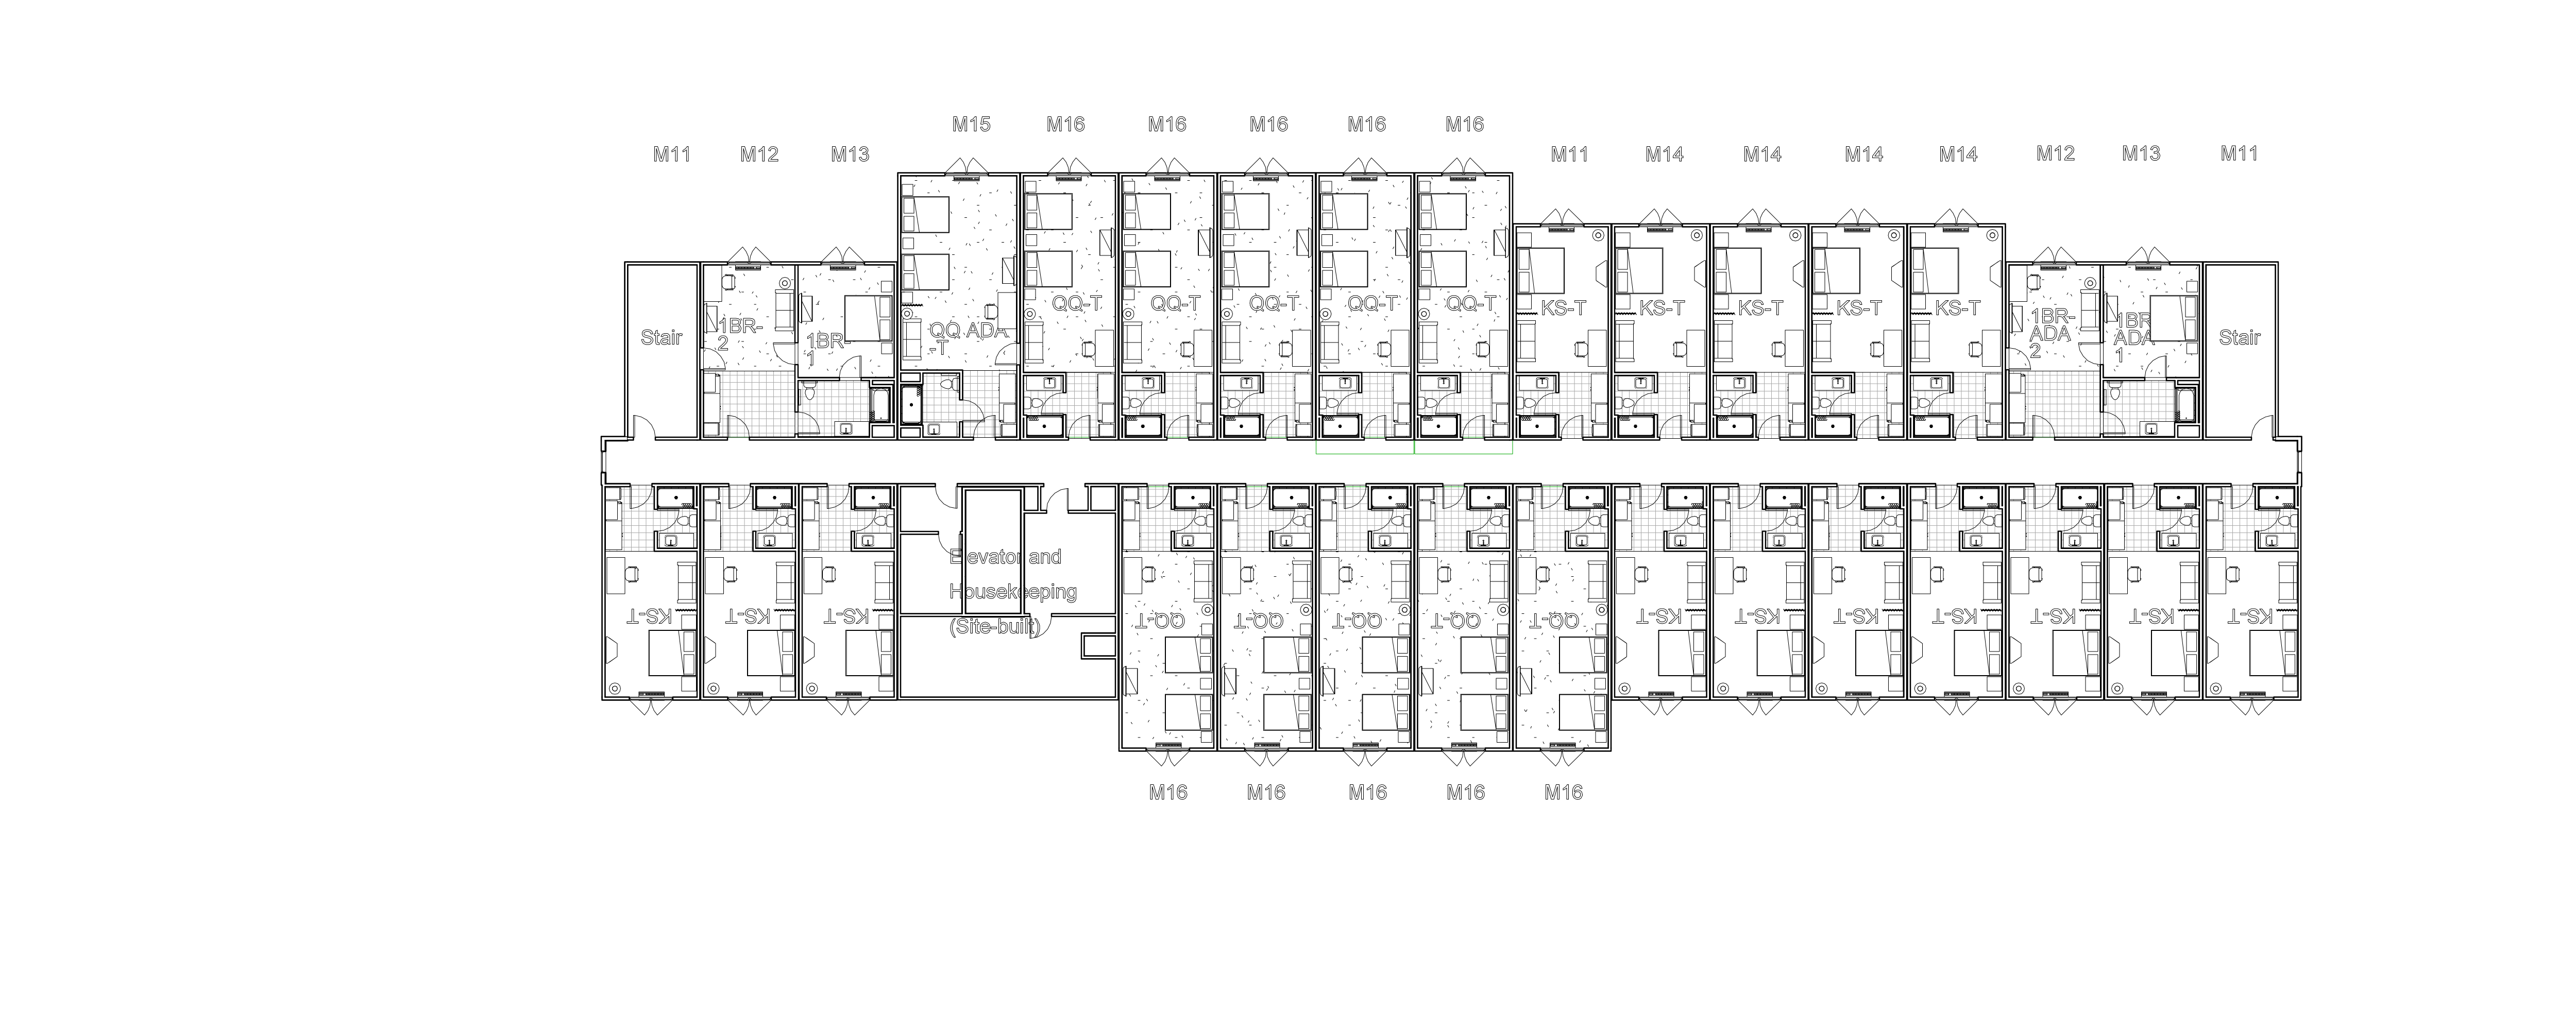 M15 M16 M16 M16 M16 M16
M11 M12 M13 M11 M14 M14 M14 M14 M12 M13 M11
QQ-T QQ-T QQ-T QQ-T QQ-T
KS-T KS-T KS-T KS-T KS-T
Stair
1BR-
2
1BR-
1
QQ ADA
-T
1BR-
ADA
2
1BR
ADA
1
Stair
Elevator and
Housekeeping
(Site-built)
KS-T KS-T KS-T QQ-T QQ-T QQ-T QQ-T QQ-T KS-T KS-T KS-T KS-T KS-T KS-T KS-T
M16 M16 M16 M16 M16